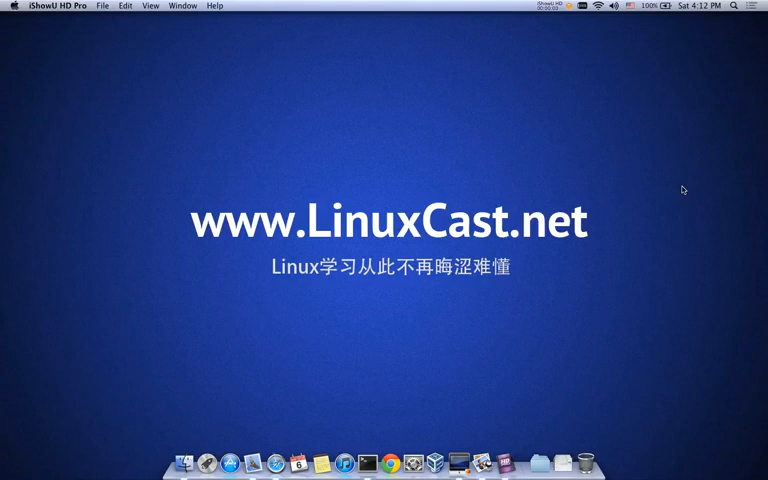 iShowU HD Pro File Edit View Window Help 100% Sat 4:12 PM
www.LinuxCast.net
Linux学习从此不再晦涩难懂
6